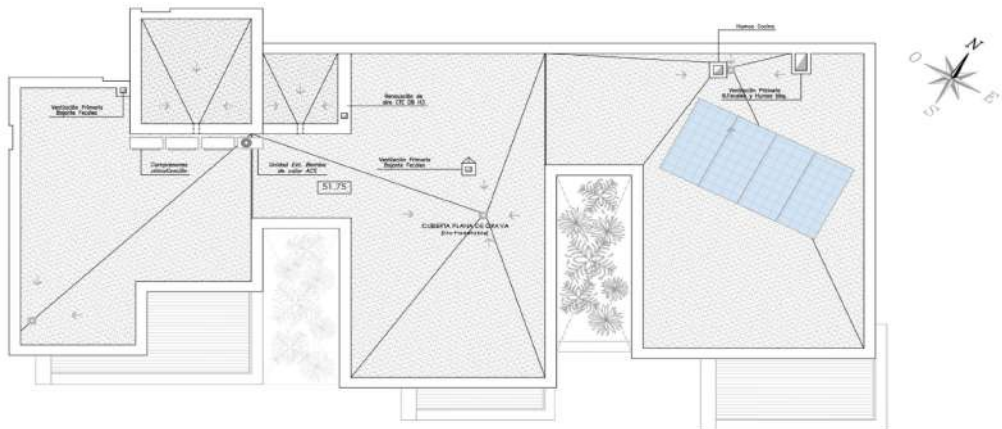 Humos Cocina
N
O
E
S
Ventilación Primaria
Bajante Fecales
Renovación de
aire CTE DB H3
Ventilación Primaria
B.Fecales y Humos Bbq.
Ventilación Primaria
Bajante Fecales
Compresores
climatización
Unidad Ext. Bomba
de calor ACS
51.75
CUBIERTA PLANA DE GRAVA